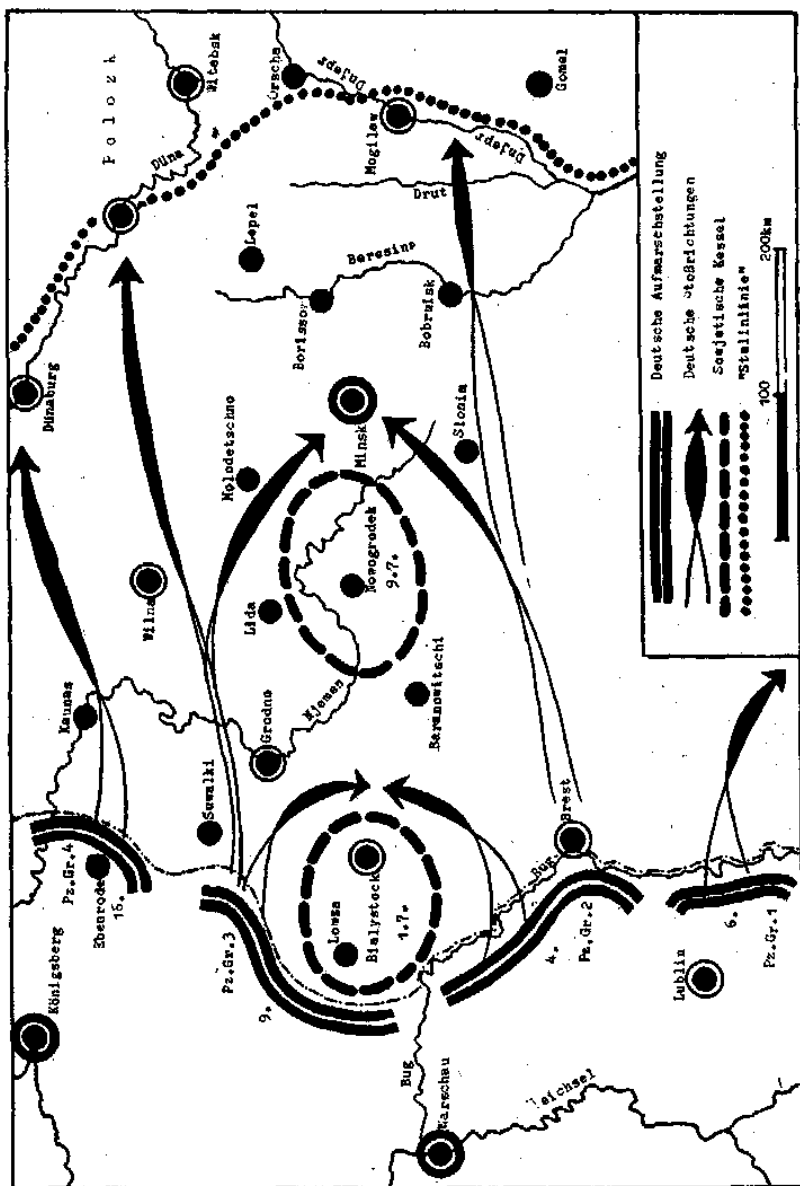 Königsberg
Pz.Gr.4
Ebenrode
16.
Kaunas
Dünaburg
Polozk
Düna
Witebsk
Orscha
Dnjepr
Mogilew
Dnjepr
Gomel
Drut
Lepel
Beresina
Borissow
Bobruisk
Wilna
Molodetschno
Minsk
Slonim
Lida
Nowogrodek
9.7.
Njemen
Baranowitschi
Grodno
Suwalki
Pz.Gr.3
9.
Lomza
Bialystock
1.7.
Bug
Brest
4.
Pz.Gr.2
Bug
Warschau
Weichsel
Lublin
6.
Pz.Gr.1
Deutsche Aufmarschstellung
Deutsche Stoßrichtungen
Sowjetische Kessel
"Stalinlinie"
100
200km